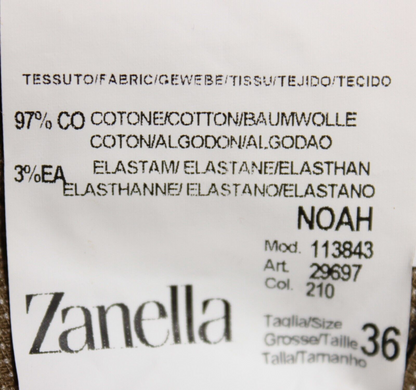 TESSUTO/FABRIC/GEWEBE/TISSU/TEJIDO/TECIDO
97% CO COTONE/COTTON/BAUMWOLLE
COTON/ALGODON/ALGODAO
3%EA ELASTAM/ ELASTANE/ELASTHAN
ELASTHANNE/ ELASTANO/ELASTANO
NOAH
Mod. 113843
Art. 29697
Col. 210
Zanella
Taglia/Size
Grosse/Taille 36
Talla/Tamanho